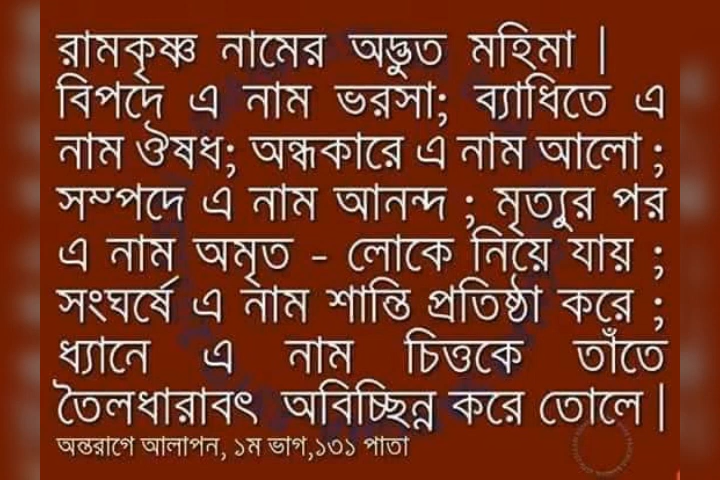 রামকৃষ্ণ নামের অদ্ভুত মহিমা |
বিপদে এ নাম ভরসা; ব্যাধিতে এ
নাম ঔষধ; অন্ধকারে এ নাম আলো ;
সম্পদে এ নাম আনন্দ ; মৃত্যুর পর
এ নাম অমৃত - লোকে নিয়ে যায় ;
সংঘর্ষে এ নাম শান্তি প্রতিষ্ঠা করে ;
ধ্যানে এ নাম চিত্তকে তাঁতে
তৈলধারাবৎ অবিচ্ছিন্ন করে তোলে |
অন্তরাগে আলাপন, ১ম ভাগ,১৩১ পাতা